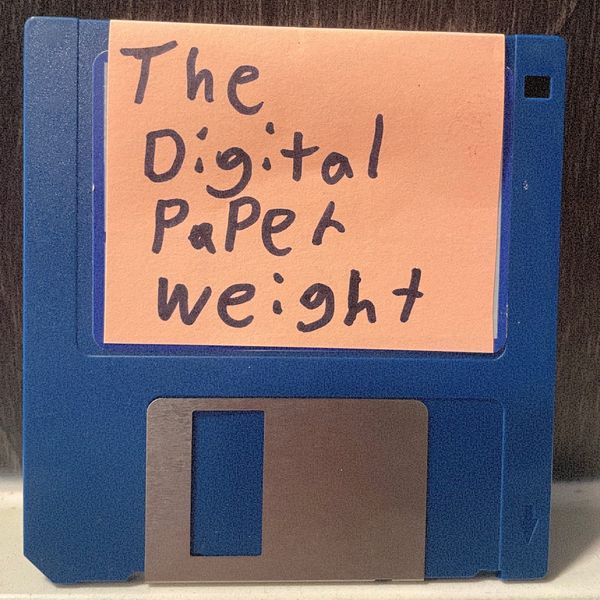 The
Digital
PaPer
weight